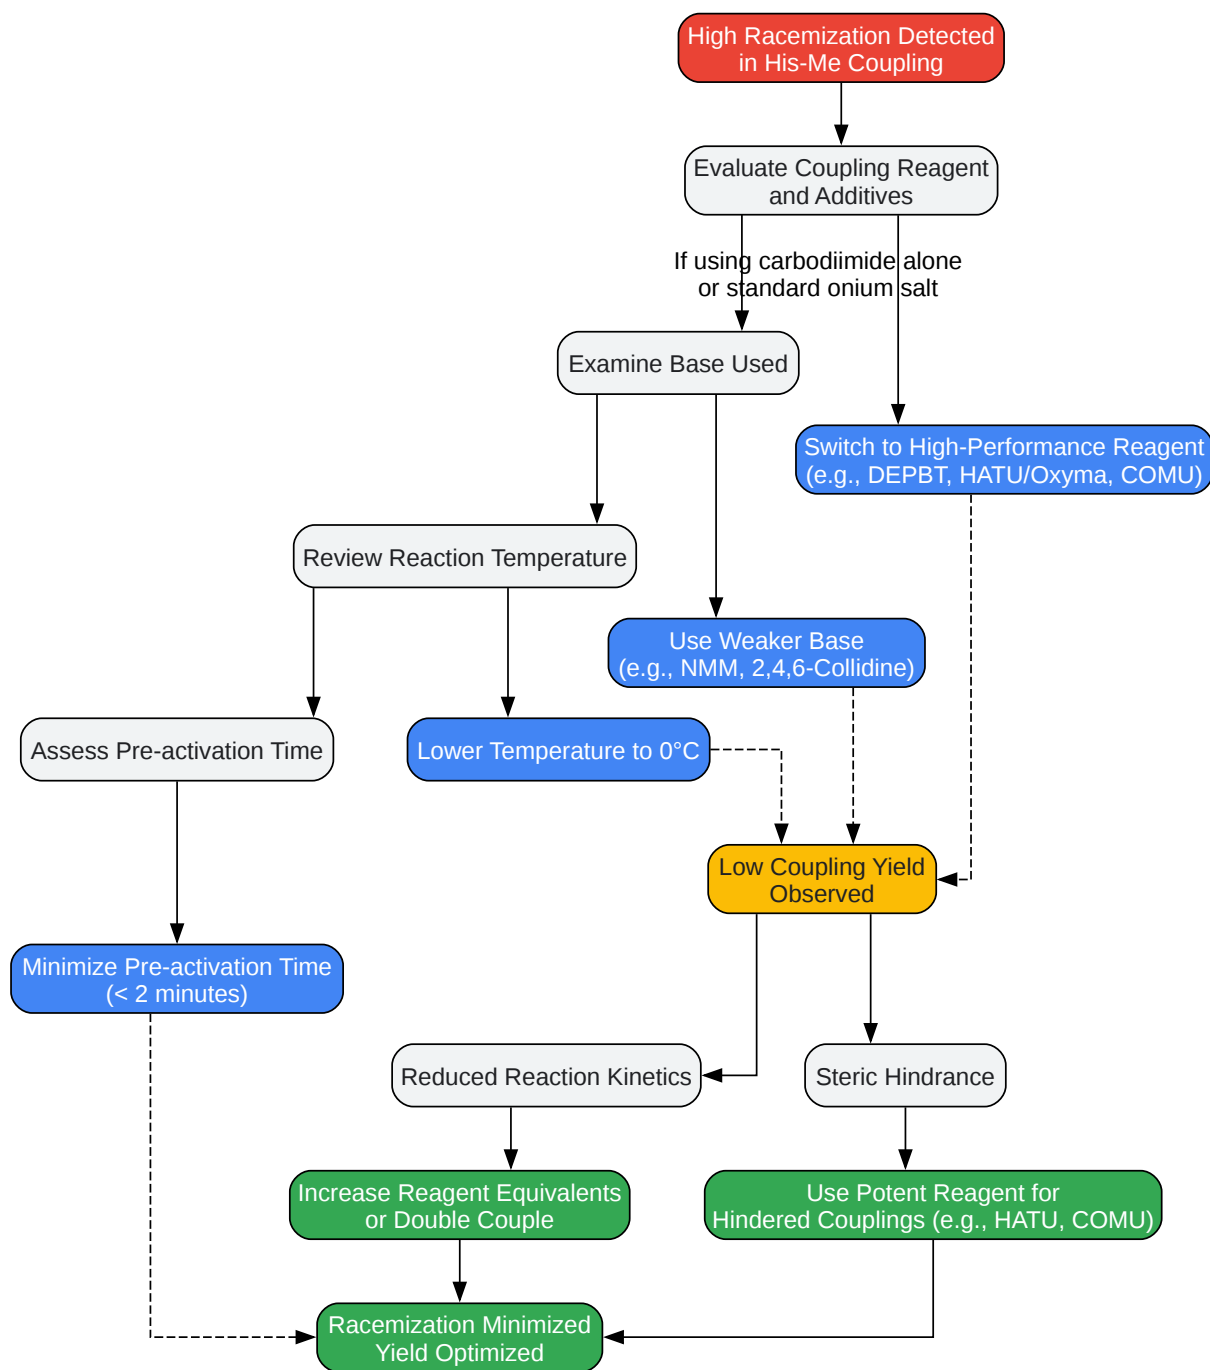 High Racemization Detected
in His-Me Coupling
Evaluate Coupling Reagent
and Additives
If using carbodiimide alone
or standard onium salt
Examine Base Used
Switch to High-Performance Reagent
(e.g., DEPBT, HATU/Oxyma, COMU)
Review Reaction Temperature
Use Weaker Base
(e.g., NMM, 2,4,6-Collidine)
Assess Pre-activation Time
Lower Temperature to 0°C
Low Coupling Yield
Observed
Minimize Pre-activation Time
(< 2 minutes)
Reduced Reaction Kinetics
Steric Hindrance
Increase Reagent Equivalents
or Double Couple
Use Potent Reagent for
Hindered Couplings (e.g., HATU, COMU)
Racemization Minimized
Yield Optimized